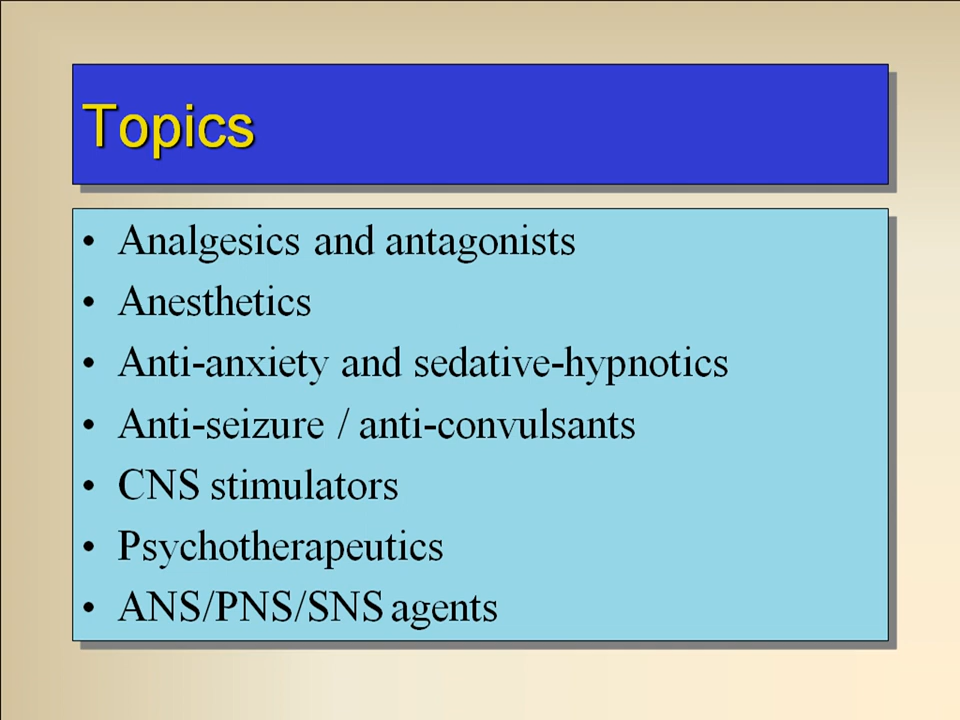 Topics
• Analgesics and antagonists
• Anesthetics
• Anti-anxiety and sedative-hypnotics
• Anti-seizure / anti-convulsants
• CNS stimulators
• Psychotherapeutics
• ANS/PNS/SNS agents